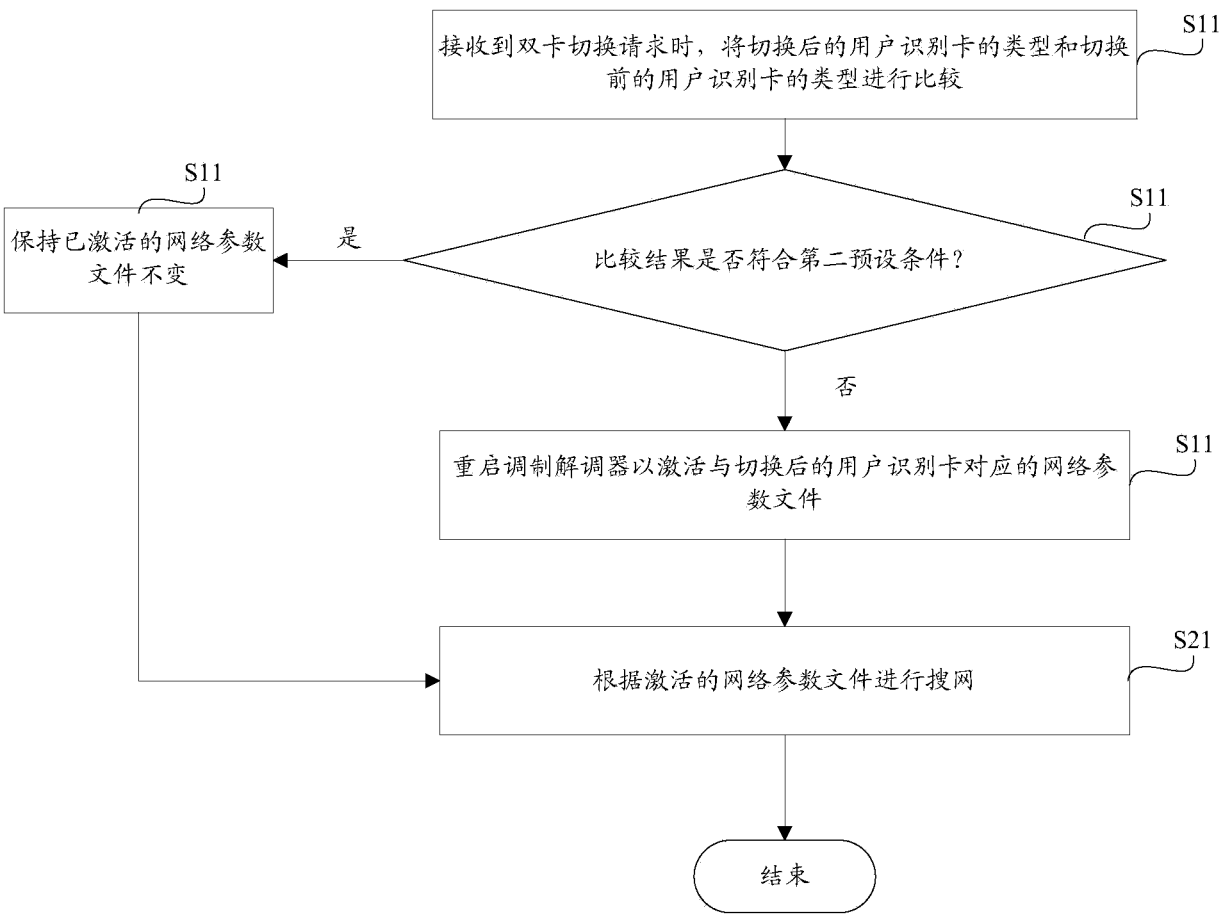 S11
接收到双卡切换请求时，将切换后的用户识别卡的类型和切换
前的用户识别卡的类型进行比较
S11
保持已激活的网络参数
文件不变
是
S11
比较结果是否符合第二预设条件？
否
S11
重启调制解调器以激活与切换后的用户识别卡对应的网络参
数文件
S21
根据激活的网络参数文件进行搜网
结束